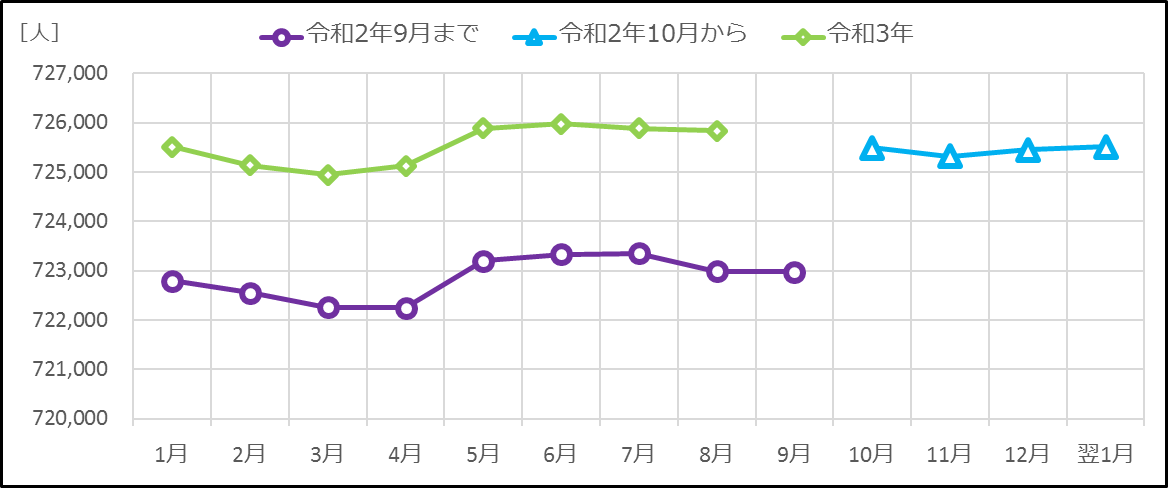 [人]
令和2年9月まで 令和2年10月から 令和3年
727,000
726,000
725,000
724,000
723,000
722,000
721,000
720,000
1月 2月 3月 4月 5月 6月 7月 8月 9月 10月 11月 12月 翌1月